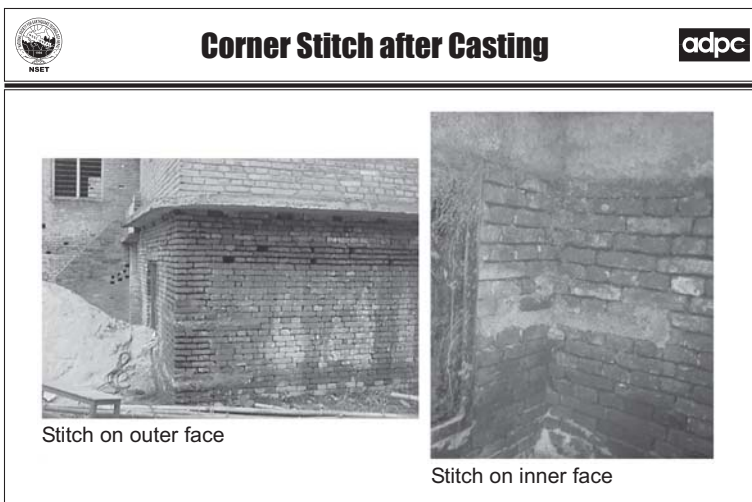 NSET
Corner Stitch after Casting
adpc
Stitch on outer face
Stitch on inner face